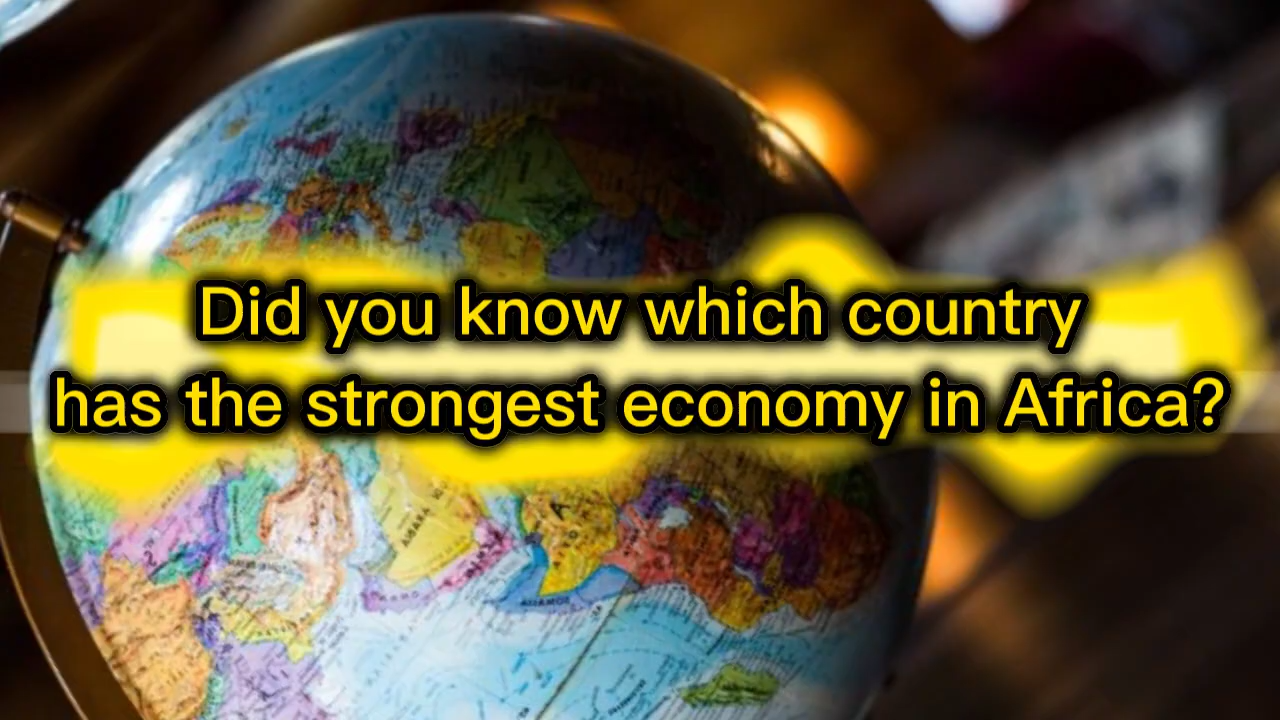 Did you know which country
has the strongest economy in Africa?